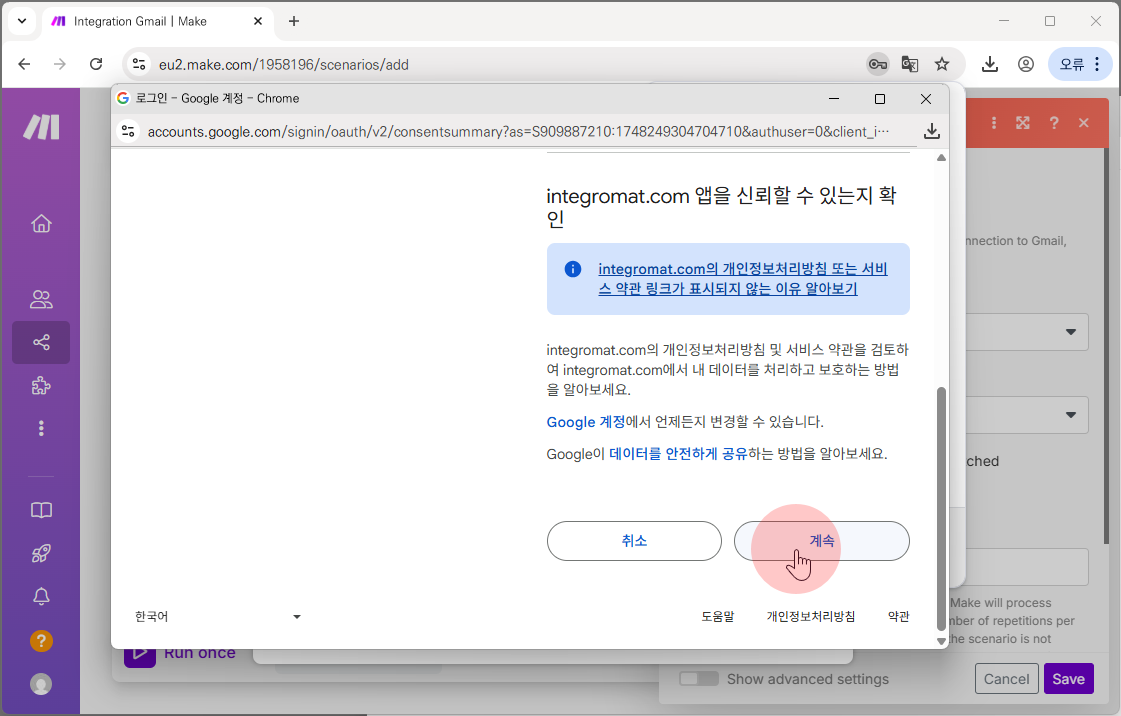 Integration Gmail | Make
eu2.make.com/1958196/scenarios/add
오류
로그인 - Google 계정 - Chrome
accounts.google.com/signin/oauth/v2/consentsummary?as=S909887210:1748249304704710&authuser=0&client_i···
integromat.com 앱을 신뢰할 수 있는지 확
인
integromat.com의 개인정보처리방침 또는 서비
스 약관 링크가 표시되지 않는 이유 알아보기
integromat.com의 개인정보처리방침 및 서비스 약관을 검토하
여 integromat.com에서 내 데이터를 처리하고 보호하는 방법
을 알아보세요.
Google 계정에서 언제든지 변경할 수 있습니다.
Google이 데이터를 안전하게 공유하는 방법을 알아보세요.
취소
계속
한국어
도움말
개인정보처리방침
약관
nnection to Gmail,
ched
Make will process
mber of repetitions per
the scenario is not
Run once
Show advanced settings
Cancel
Save